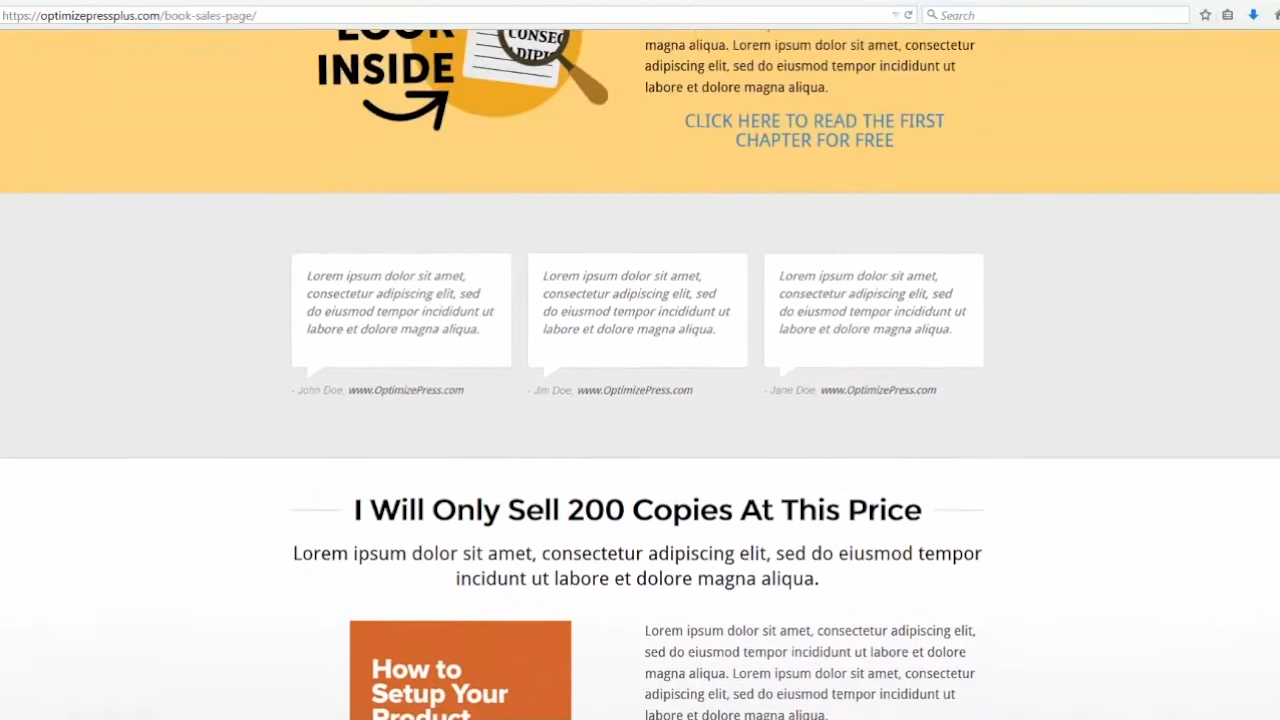 https://optimizepressplus.com/book-sales-page/
Search
LOOK
INSIDE
CONSEC
ADIPI
magna aliqua. Lorem ipsum dolor sit amet, consectetur
adipiscing elit, sed do eiusmod tempor incididunt ut
labore et dolore magna aliqua.
CLICK HERE TO READ THE FIRST
CHAPTER FOR FREE
Lorem ipsum dolor sit amet,
consectetur adipiscing elit, sed
do eiusmod tempor incididunt ut
labore et dolore magna aliqua.
- John Doe, www.OptimizePress.com
Lorem ipsum dolor sit amet,
consectetur adipiscing elit, sed
do eiusmod tempor incididunt ut
labore et dolore magna aliqua.
- Jim Doe, www.OptimizePress.com
Lorem ipsum dolor sit amet,
consectetur adipiscing elit, sed
do eiusmod tempor incididunt ut
labore et dolore magna aliqua.
- Jane Doe, www.OptimizePress.com
I Will Only Sell 200 Copies At This Price
Lorem ipsum dolor sit amet, consectetur adipiscing elit, sed do eiusmod tempor
incidunt ut labore et dolore magna aliqua.
How to
Setup Your
Product
Lorem ipsum dolor sit amet, consectetur adipiscing elit,
sed do eiusmod tempor incididunt ut labore et dolore
magna aliqua. Lorem ipsum dolor sit amet, consectetur
adipiscing elit, sed do eiusmod tempor incididunt ut
labore et dolore magna aliqua.